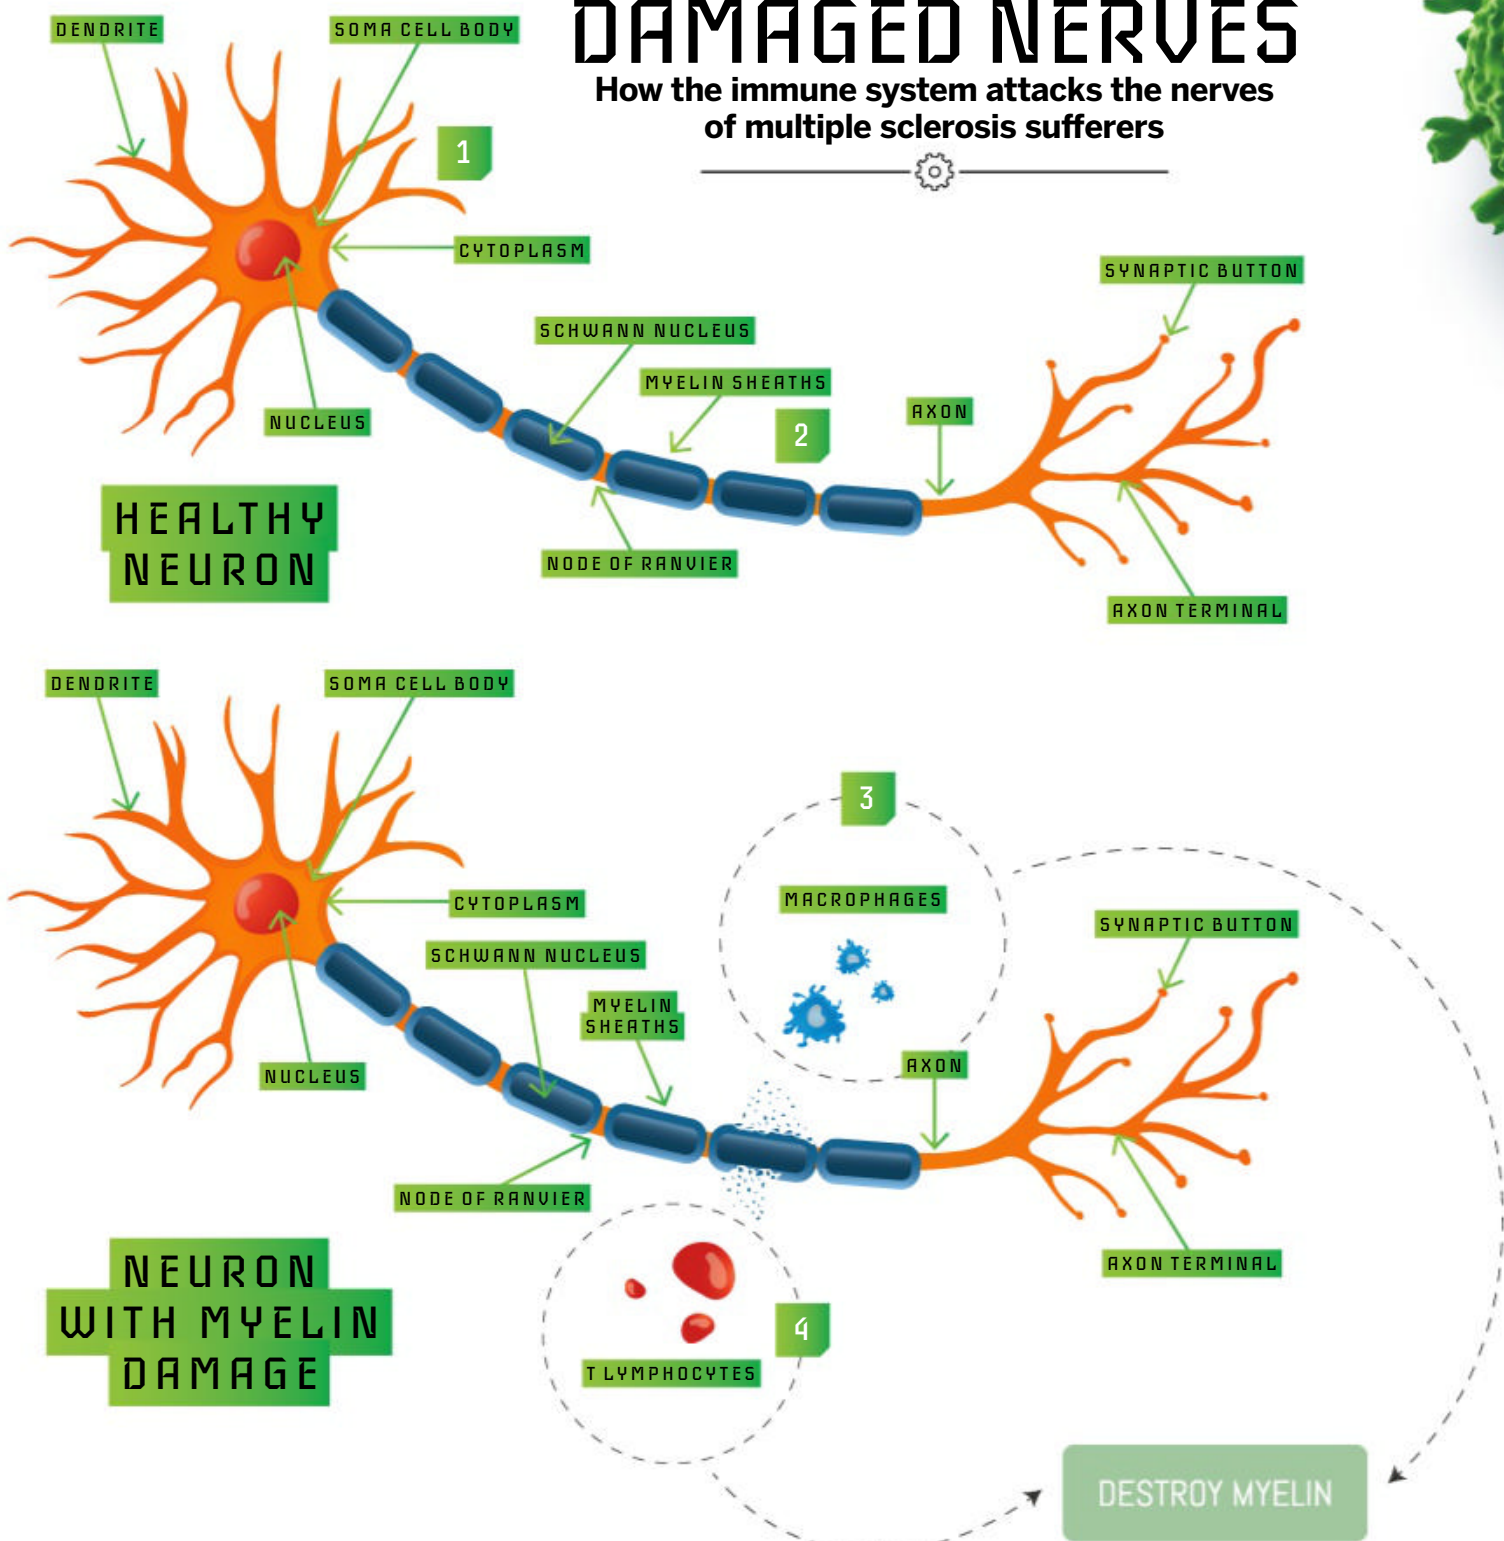 DAMAGED NERVES
How the immune system attacks the nerves
of multiple sclerosis sufferers
DENDRITE
SOMA CELL BODY
1
CYTOPLASM
SYNAPTIC BUTTON
SCHWANN NUCLEUS
MYELIN SHEATHS
NUCLEUS
2
AXON
HEALTHY
NEURON
NODE OF RANVIER
AXON TERMINAL
DENDRITE
SOMA CELL BODY
3
MACROPHAGES
CYTOPLASM
SYNAPTIC BUTTON
SCHWANN NUCLEUS
MYELIN
SHEATHS
NUCLEUS
AXON
NODE OF RANVIER
NEURON
WITH MYELIN
DAMAGE
AXON TERMINAL
4
T LYMPHOCYTES
DESTROY MYELIN